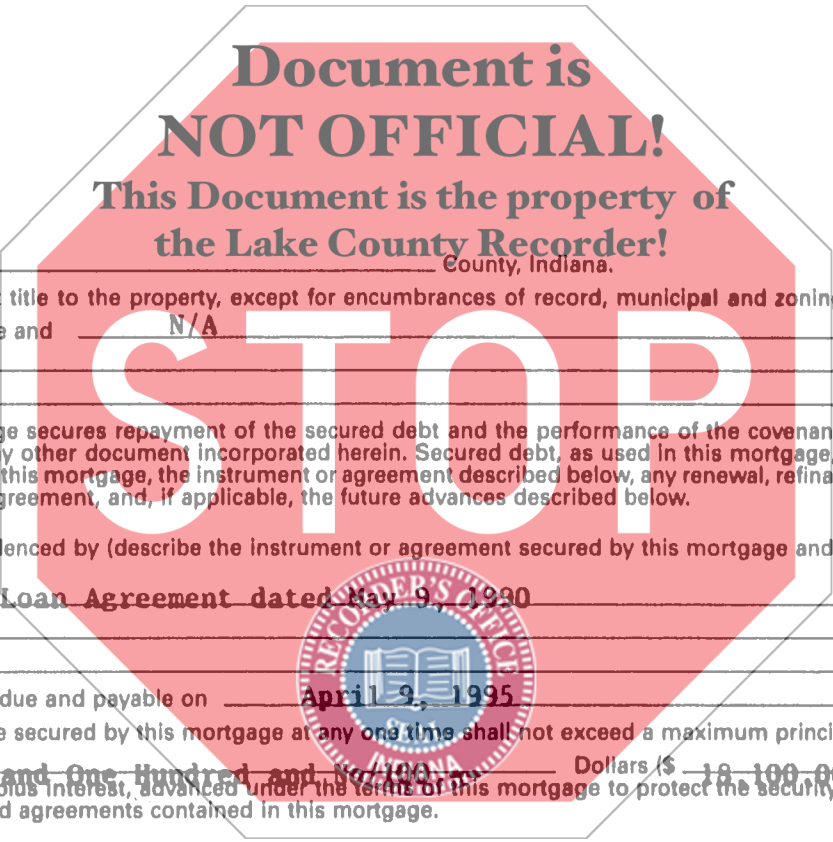 Document is
NOT OFFICIAL!
This Document is the property of
the Lake County Recorder!
County, Indiana.
title to the property, except for encumbrances of record, municipal and zonin
e and N/A
STOP
ge secures repayment of the secured debt and the performance of the covenan
y other document incorporated herein. Secured debt, as used in this mortgage,
this mortgage, the instrument or agreement described below, any renewal, refina
greement, and, if applicable, the future advances described below.
denced by (describe the instrument or agreement secured by this mortgage and
Loan Agreement dated May 9, 1990
RECORDER'S OFFICE
due and payable on April 9, 1995
SEAL
e secured by this mortgage at any one time shall not exceed a maximum princi
INDIANA
and One Hundred and No/100 Dollars ($ 18,100.0
plus interest, advanced under the terms of this mortgage to protect the security
d agreements contained in this mortgage.